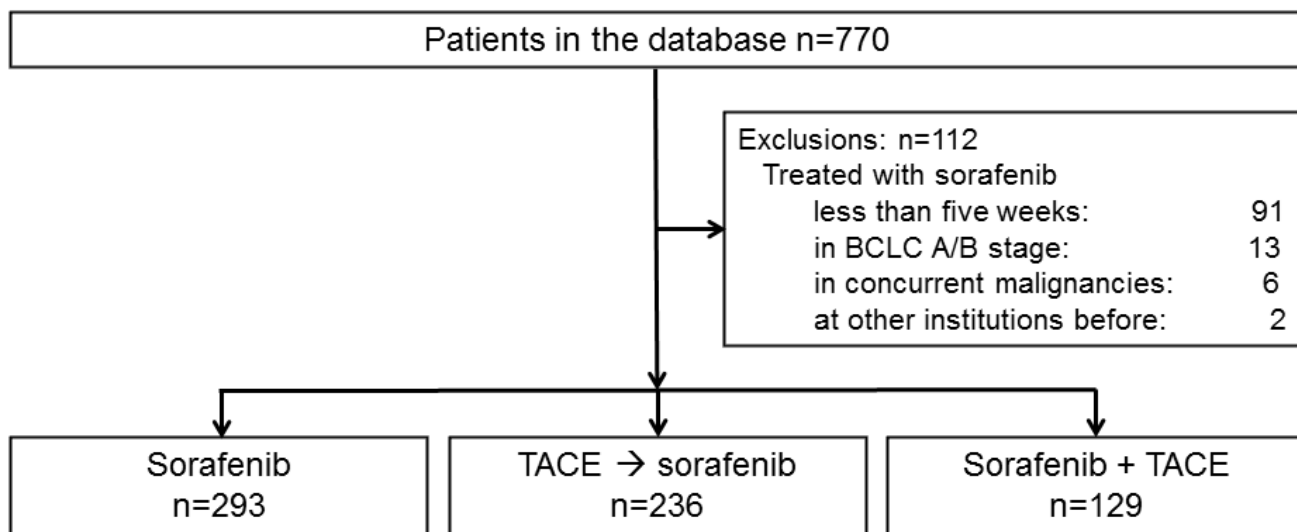 Patients in the database n=770
Exclusions: n=112
Treated with sorafenib
less than five weeks: 91
in BCLC A/B stage: 13
in concurrent malignancies: 6
at other institutions before: 2
Sorafenib
n=293
TACE → sorafenib
n=236
Sorafenib + TACE
n=129